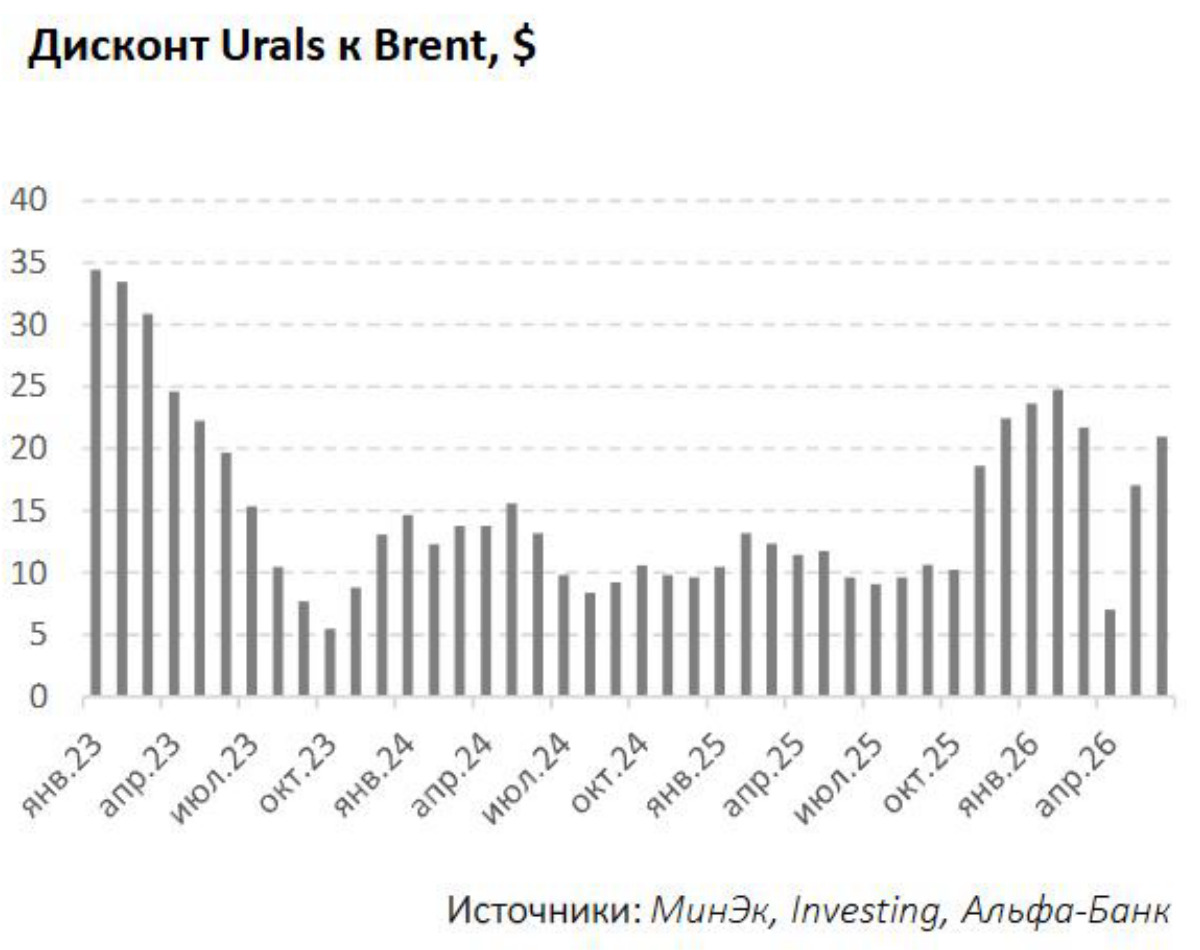 Дисконт Urals к Brent, $
40
35
30
25
20
15
10
5
0
янв.23
апр.23
июл.23
окт.23
янв.24
апр.24
июл.24
окт.24
янв.25
апр.25
июл.25
окт.25
янв.26
апр.26
Источники: МинЭк, Investing, Альфа-Банк